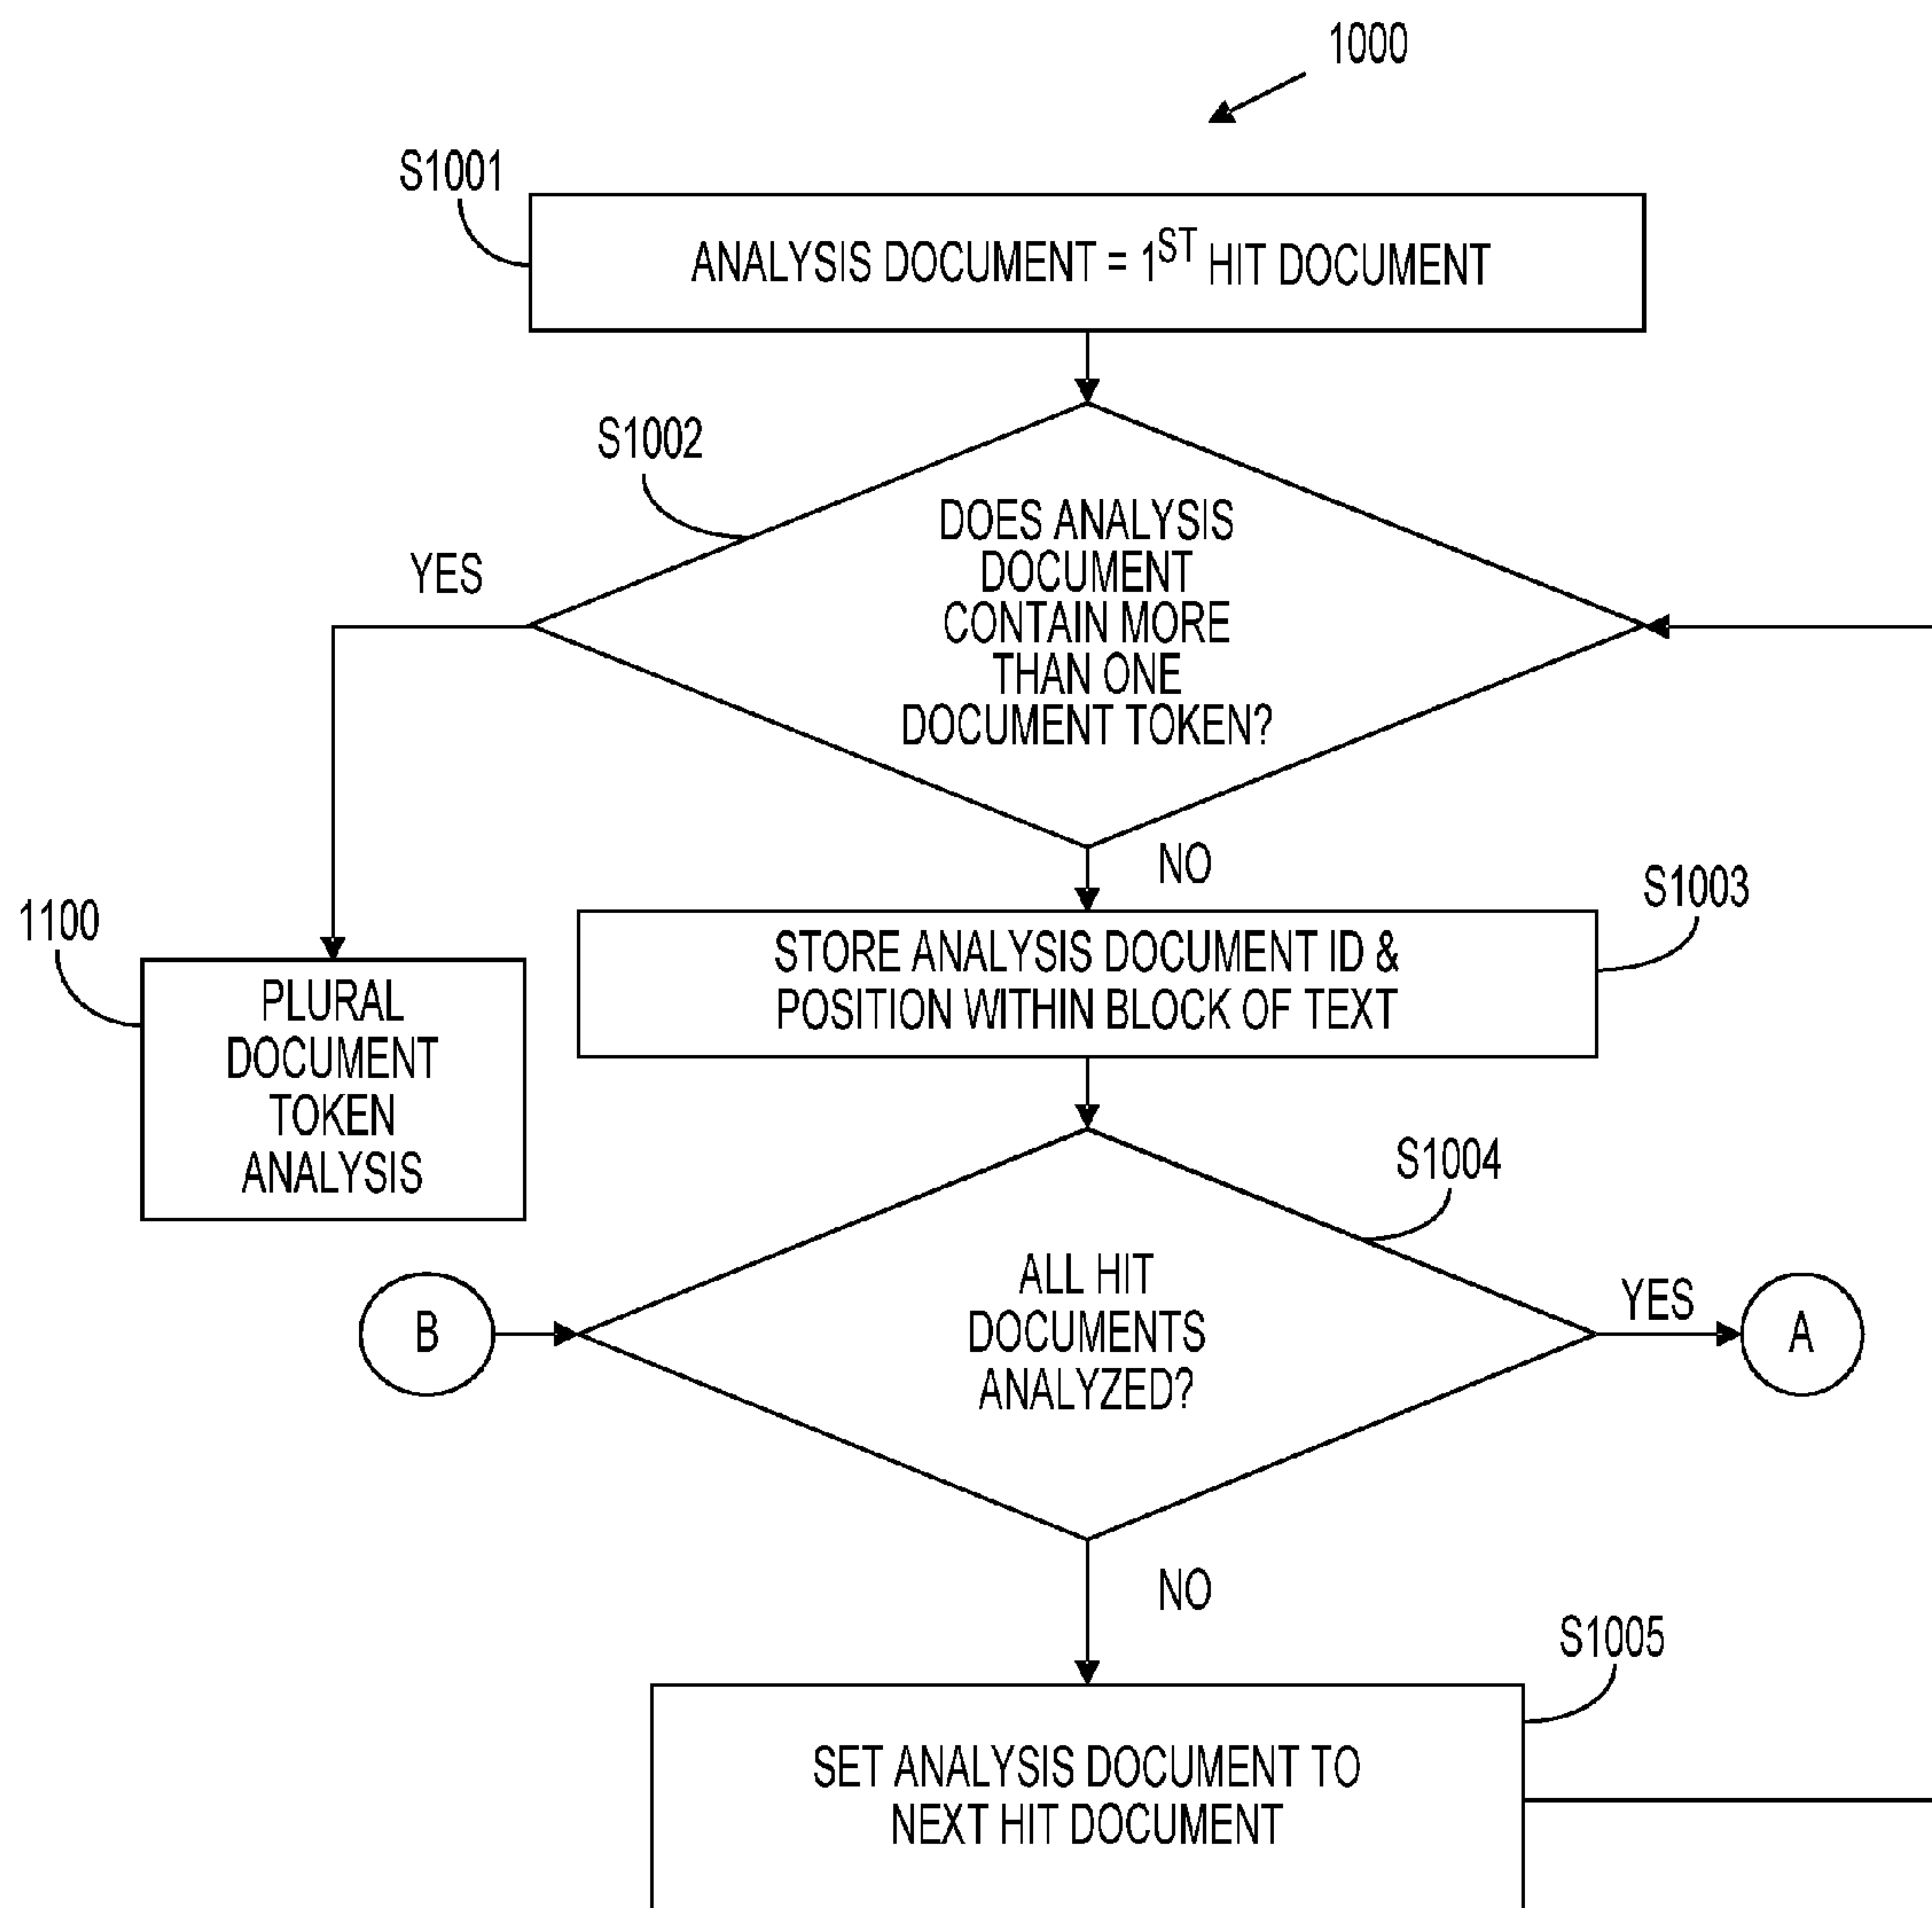 1000
S1001
ANALYSIS DOCUMENT = 1ST HIT DOCUMENT
S1002
DOES ANALYSIS
DOCUMENT
CONTAIN MORE
THAN ONE
DOCUMENT TOKEN?
YES
NO
S1003
STORE ANALYSIS DOCUMENT ID &
POSITION WITHIN BLOCK OF TEXT
1100
PLURAL
DOCUMENT
TOKEN
ANALYSIS
S1004
ALL HIT
DOCUMENTS
ANALYZED?
B
YES
A
NO
S1005
SET ANALYSIS DOCUMENT TO
NEXT HIT DOCUMENT